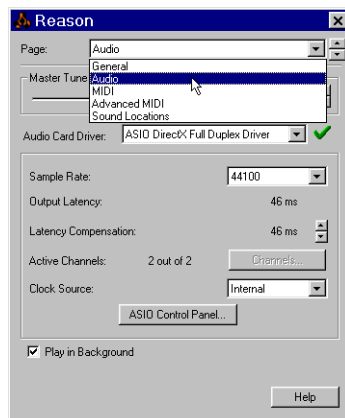 Reason
Page: Audio
General
Master Tune
Audio
MIDI
Advanced MIDI
Sound Locations
Audio Card Driver: ASIO DirectX Full Duplex Driver
Sample Rate: 44100
Output Latency: 46 ms
Latency Compensation: 46 ms
Active Channels: 2 out of 2 Channels...
Clock Source: Internal
ASIO Control Panel...
Play in Background
Help